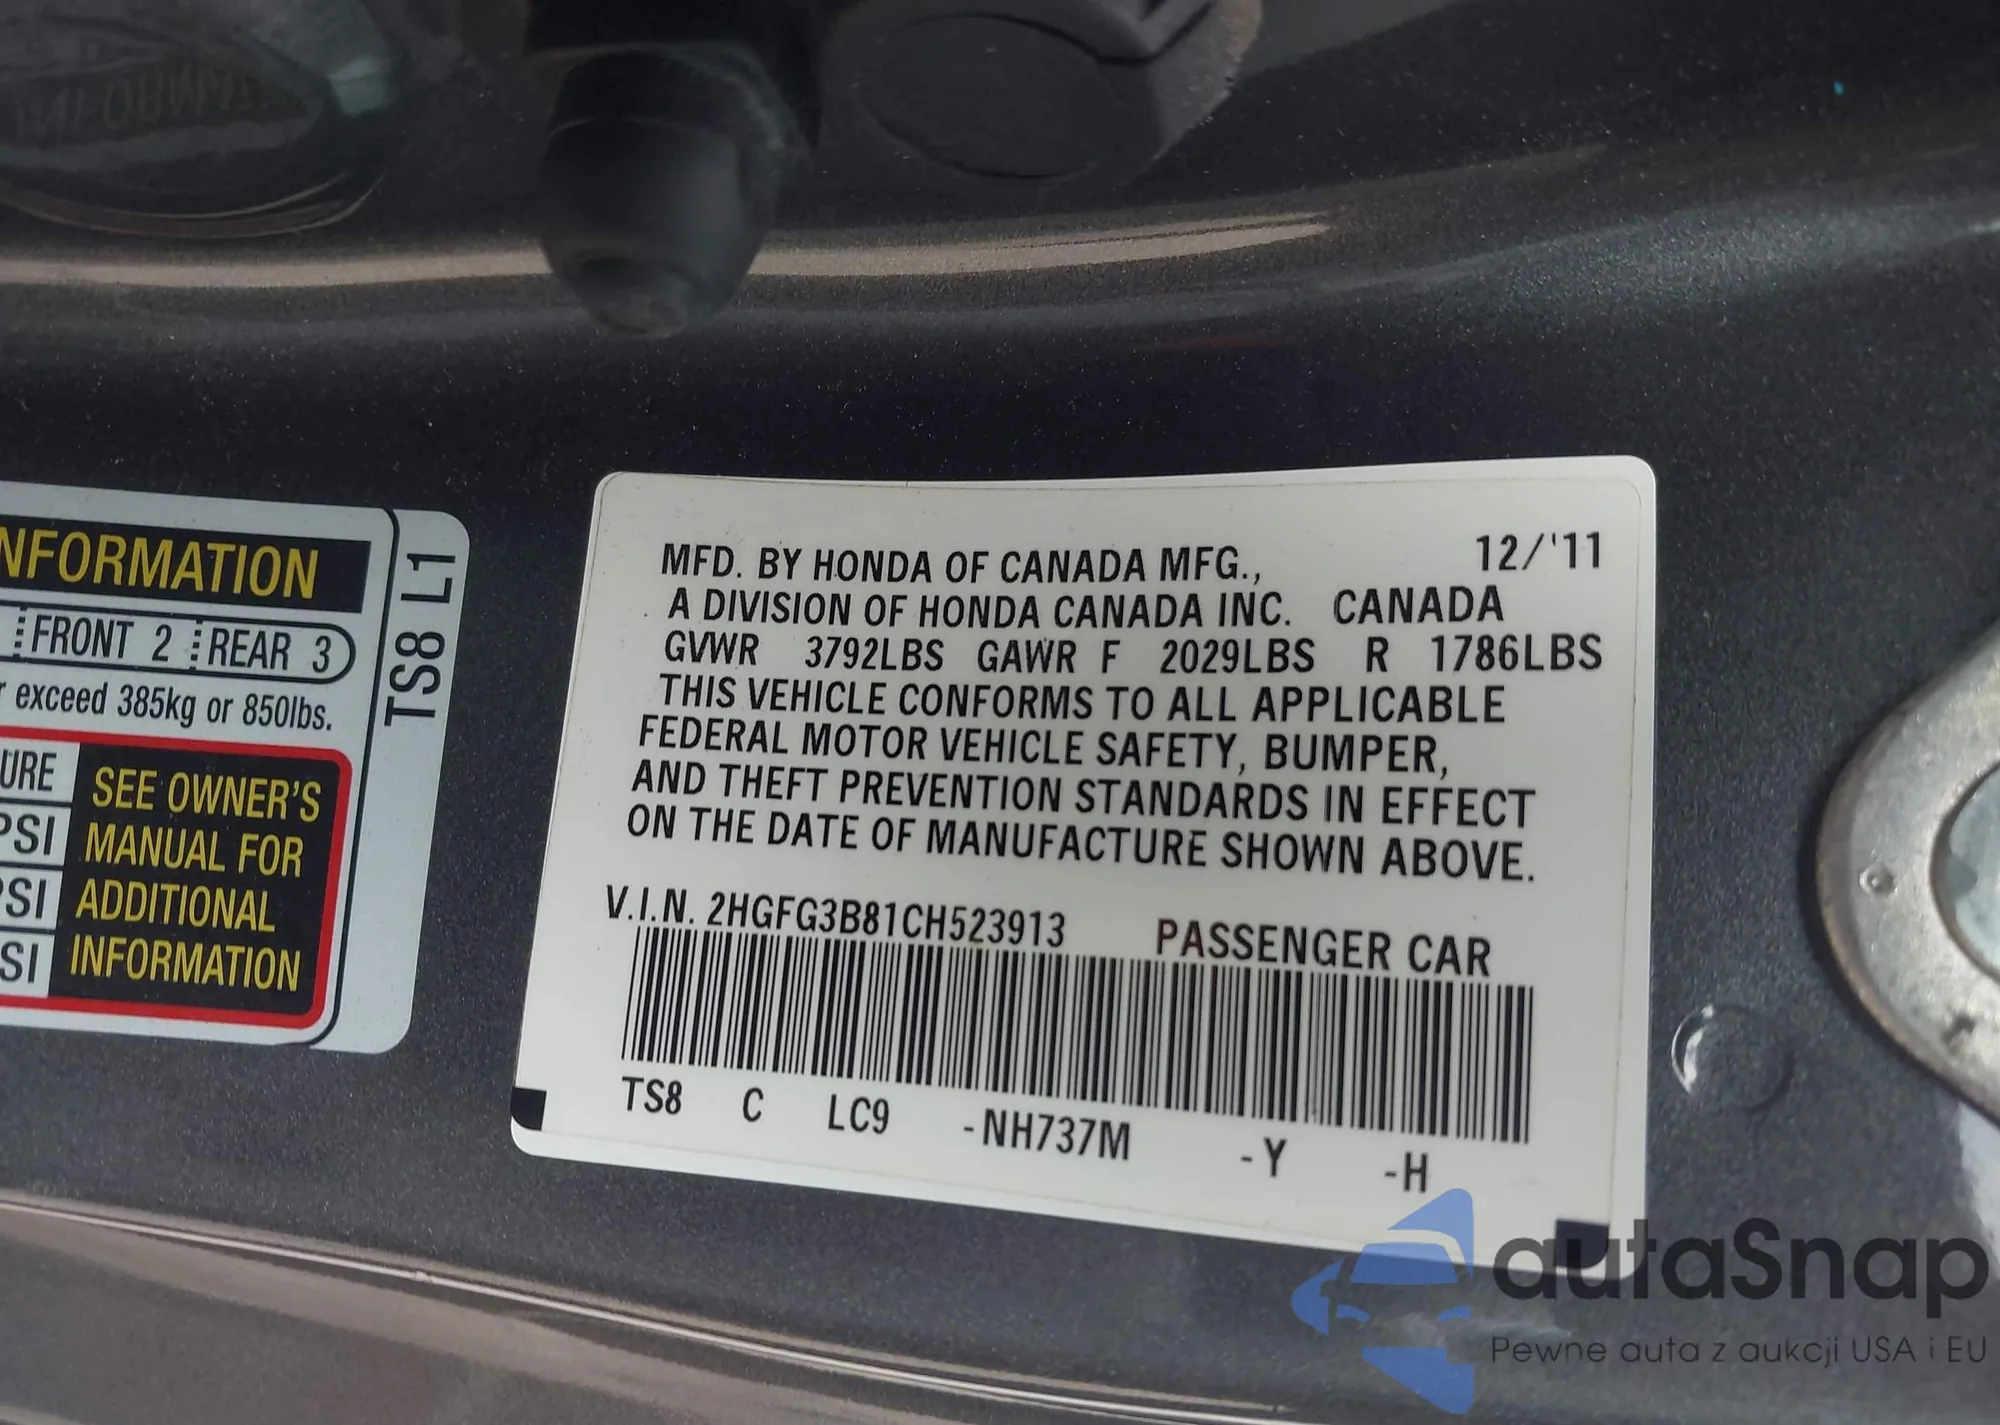 NFORMATION
FRONT 2 REAR 3
exceed 385kg or 850lbs.
URE
PSI
PSI
SI
SEE OWNER'S
MANUAL FOR
ADDITIONAL
INFORMATION
TS8 L1
MFD. BY HONDA OF CANADA MFG., 12/'11
A DIVISION OF HONDA CANADA INC. CANADA
GVWR 3792LBS GAWR F 2029LBS R 1786LBS
THIS VEHICLE CONFORMS TO ALL APPLICABLE
FEDERAL MOTOR VEHICLE SAFETY, BUMPER,
AND THEFT PREVENTION STANDARDS IN EFFECT
ON THE DATE OF MANUFACTURE SHOWN ABOVE.
V.I.N. 2HGFG3B81CH523913 PASSENGER CAR
TS8 C LC9 -NH737M -Y -H
autaSnap
Pewne auta z aukcji USA i EU